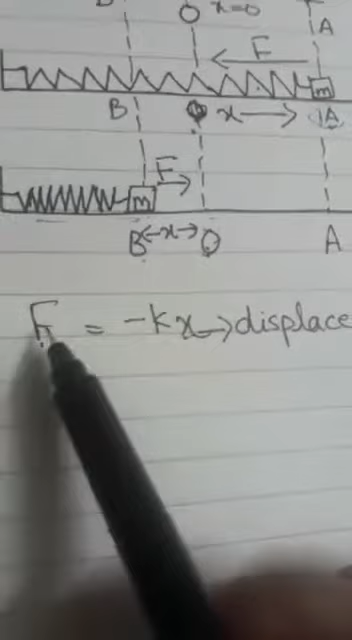 O x=0
A
F
m
B O x → A
F
m
B ←x→ O A
F = -kx → displace